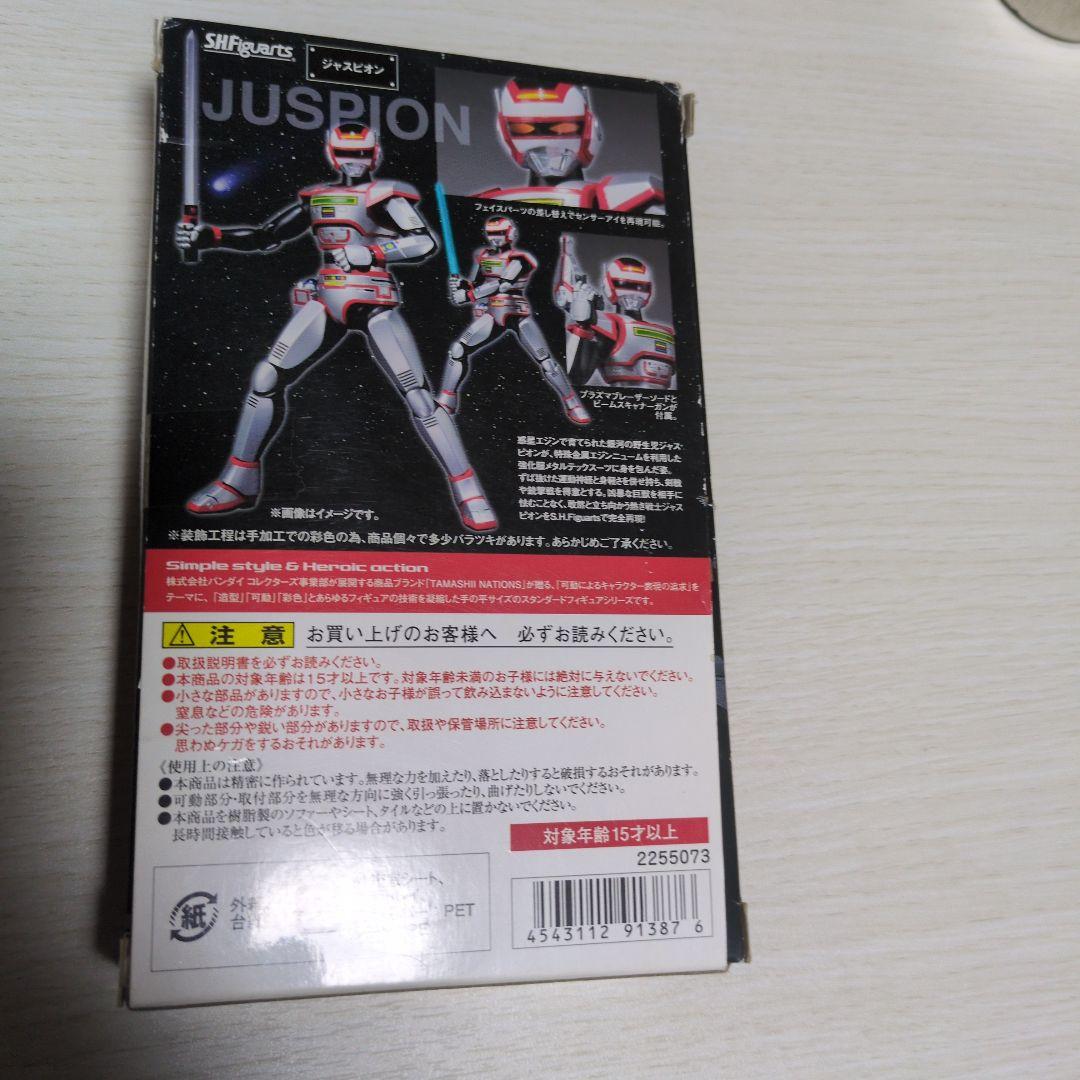 S.H.Figuarts
ジャスピオン
JUSPION
フェイスパーツの差し替えでセンサーアイを再現可能。
プラズマブレーザーソードと
ビームスキャナーガンが
付属。
惑星エジンで育てられた銀河の野生児ジャス
ピオンが、特殊金属エジンニュームを利用した
強化服メタルテックスーツに身を包んだ姿。
ずば抜けた運動神経と身軽さを併せ持ち、剣戟
や銃撃戦を得意とする。凶暴な巨獣を相手に
怯むことなく、敢然と立ち向かう熱き戦士ジャス
ピオンをS.H.Figuartsで完全再現!
※画像はイメージです。
※装飾工程は手加工での彩色の為、商品個々で多少バラツキがあります。あらかじめご了承ください。
Simple style & Heroic action
株式会社バンダイ コレクターズ事業部が展開する商品ブランド「TAMASHII NATIONS」が贈る、「可動によるキャラクター表現の追求」を
テーマに、「造型」「可動」「彩色」とあらゆるフィギュアの技術を凝縮した手の平サイズのスタンダードフィギュアシリーズです。
注意 お買い上げのお客様へ 必ずお読みください。
●取扱説明書を必ずお読みください。
●本商品の対象年齢は15才以上です。対象年齢未満のお子様には絶対に与えないでください。
●小さな部品がありますので、小さなお子様が誤って飲み込まないように注意してください。
窒息などの危険があります。
●尖った部分や鋭い部分がありますので、取扱や保管場所に注意してください。
思わぬケガをするおそれがあります。
《使用上の注意》
●本商品は精密に作られています。無理な力を加えたり、落としたりすると破損するおそれがあります。
●可動部分・取付部分を無理な方向に強く引っ張ったり、曲げたりしないでください。
●本商品を樹脂製のソファーやシート、タイルなどの上に置かないでください。
長時間接触していると色が移る場合があります。
対象年齢15才以上
2255073
紙
外
シート、
台
PET
4543112 91387 6